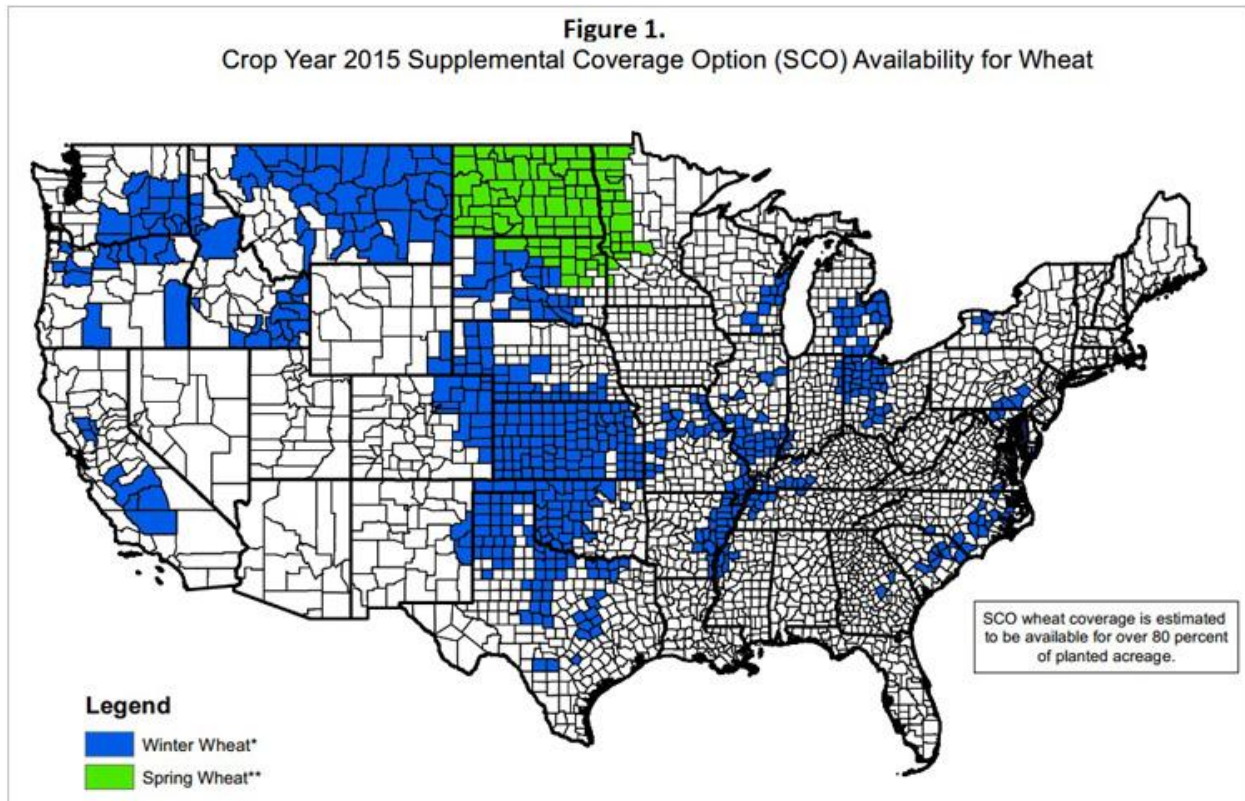 Figure 1.
Crop Year 2015 Supplemental Coverage Option (SCO) Availability for Wheat
SCO wheat coverage is estimated
to be available for over 80 percent
of planted acreage.
Legend
Winter Wheat*
Spring Wheat**